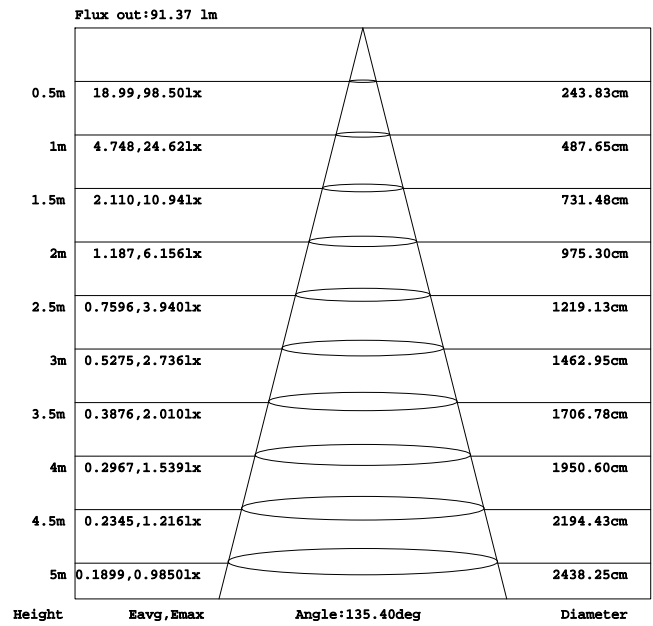 Flux out:91.37 lm
0.5m 18.99,98.50lx 243.83cm
1m 4.748,24.62lx 487.65cm
1.5m 2.110,10.94lx 731.48cm
2m 1.187,6.156lx 975.30cm
2.5m 0.7596,3.940lx 1219.13cm
3m 0.5275,2.736lx 1462.95cm
3.5m 0.3876,2.010lx 1706.78cm
4m 0.2967,1.539lx 1950.60cm
4.5m 0.2345,1.216lx 2194.43cm
5m 0.1899,0.9850lx 2438.25cm
Height Eavg,Emax Angle:135.40deg Diameter